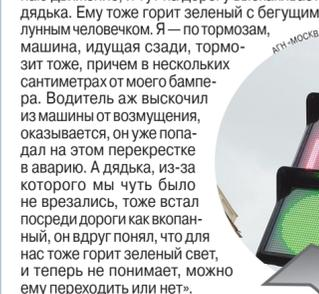 дядька. Ему тоже горит зеленый с бегущим
лунным человечком. Я — по тормозам,
машина, идущая сзади, тормо-
зит тоже, причем в нескольких
сантиметрах от моего бампе-
ра. Водитель аж выскочил
из машины от возмущения,
оказывается, он уже попа-
дал на этом перекрестке
в аварию. А дядька, из-за
которого мы чуть было
не врезались, тоже встал
посреди дороги как вкопан-
ный, он вдруг понял, что для
нас тоже горит зеленый свет,
и теперь не понимает, можно
ему переходить или нет».
АГН «МОСКВА